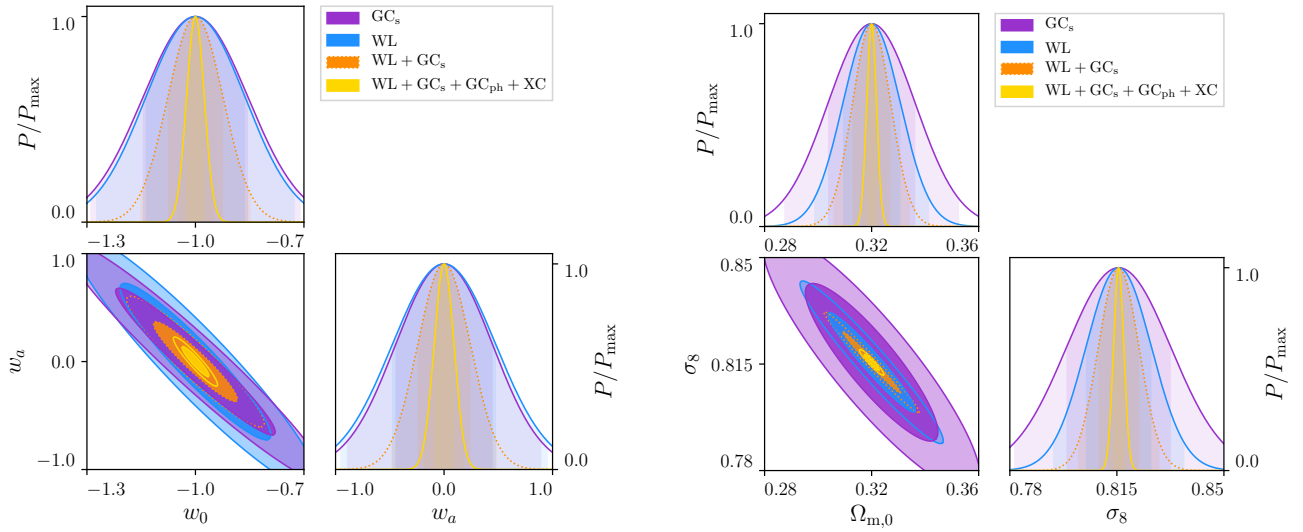 1.0
P/P_max
0.0
−1.3 −1.0 −0.7
GC_s
WL
WL + GC_s
WL + GC_s + GC_ph + XC
1.0
w_a
0.0
−1.0
−1.3 −1.0 −0.7
w_0
1.0
P/P_max
0.0
−1.0 0.0 1.0
w_a
1.0
P/P_max
0.0
0.28 0.32 0.36
GC_s
WL
WL + GC_s
WL + GC_s + GC_ph + XC
0.85
σ_8
0.815
0.78
0.28 0.32 0.36
Ω_m,0
1.0
P/P_max
0.0
0.78 0.815 0.85
σ_8